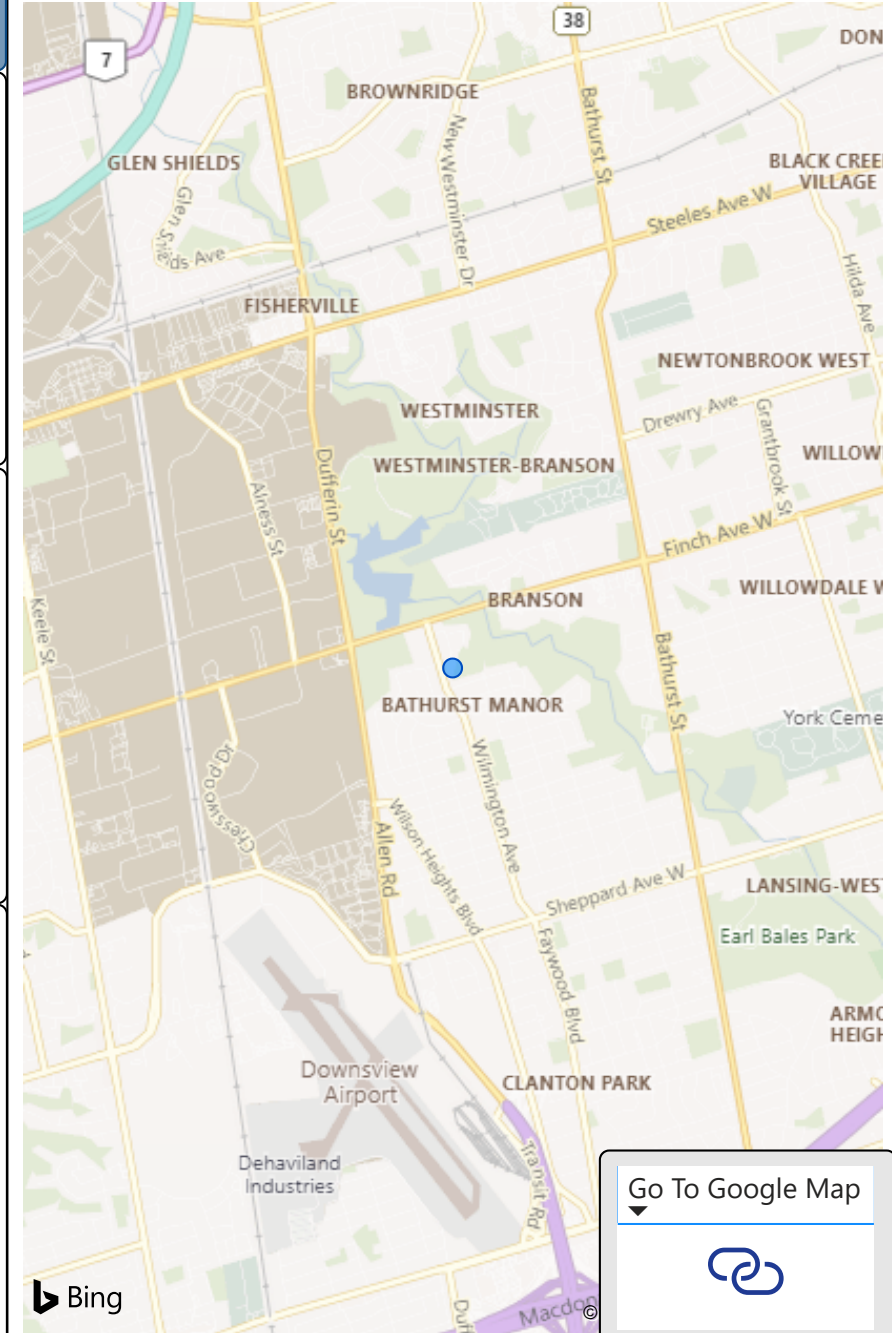 38
DON
7
BROWNRIDGE
Bathurst St
New Westminster Dr
GLEN SHIELDS
BLACK CREE
VILLAGE
Glen Shields Ave
Steeles Ave W
Hilda Ave
FISHERVILLE
NEWTONBROOK WEST
WESTMINSTER
Drewry Ave
Grantbrook St
WESTMINSTER-BRANSON
WILLOW
Dufferin St
Alness St
Finch Ave W
BRANSON
WILLOWDALE W
Keele St
Bathurst St
BATHURST MANOR
York Ceme
Chesswood Dr
Wilmington Ave
Wilson Heights Blvd
Allen Rd
Sheppard Ave W
LANSING-WES
Faywood Blvd
Earl Bales Park
ARMO
HEIGH
Downsview
Airport
CLANTON PARK
Dehaviland
Industries
Transit Rd
Go To Google Map
Bing
Duff
Macdon
©